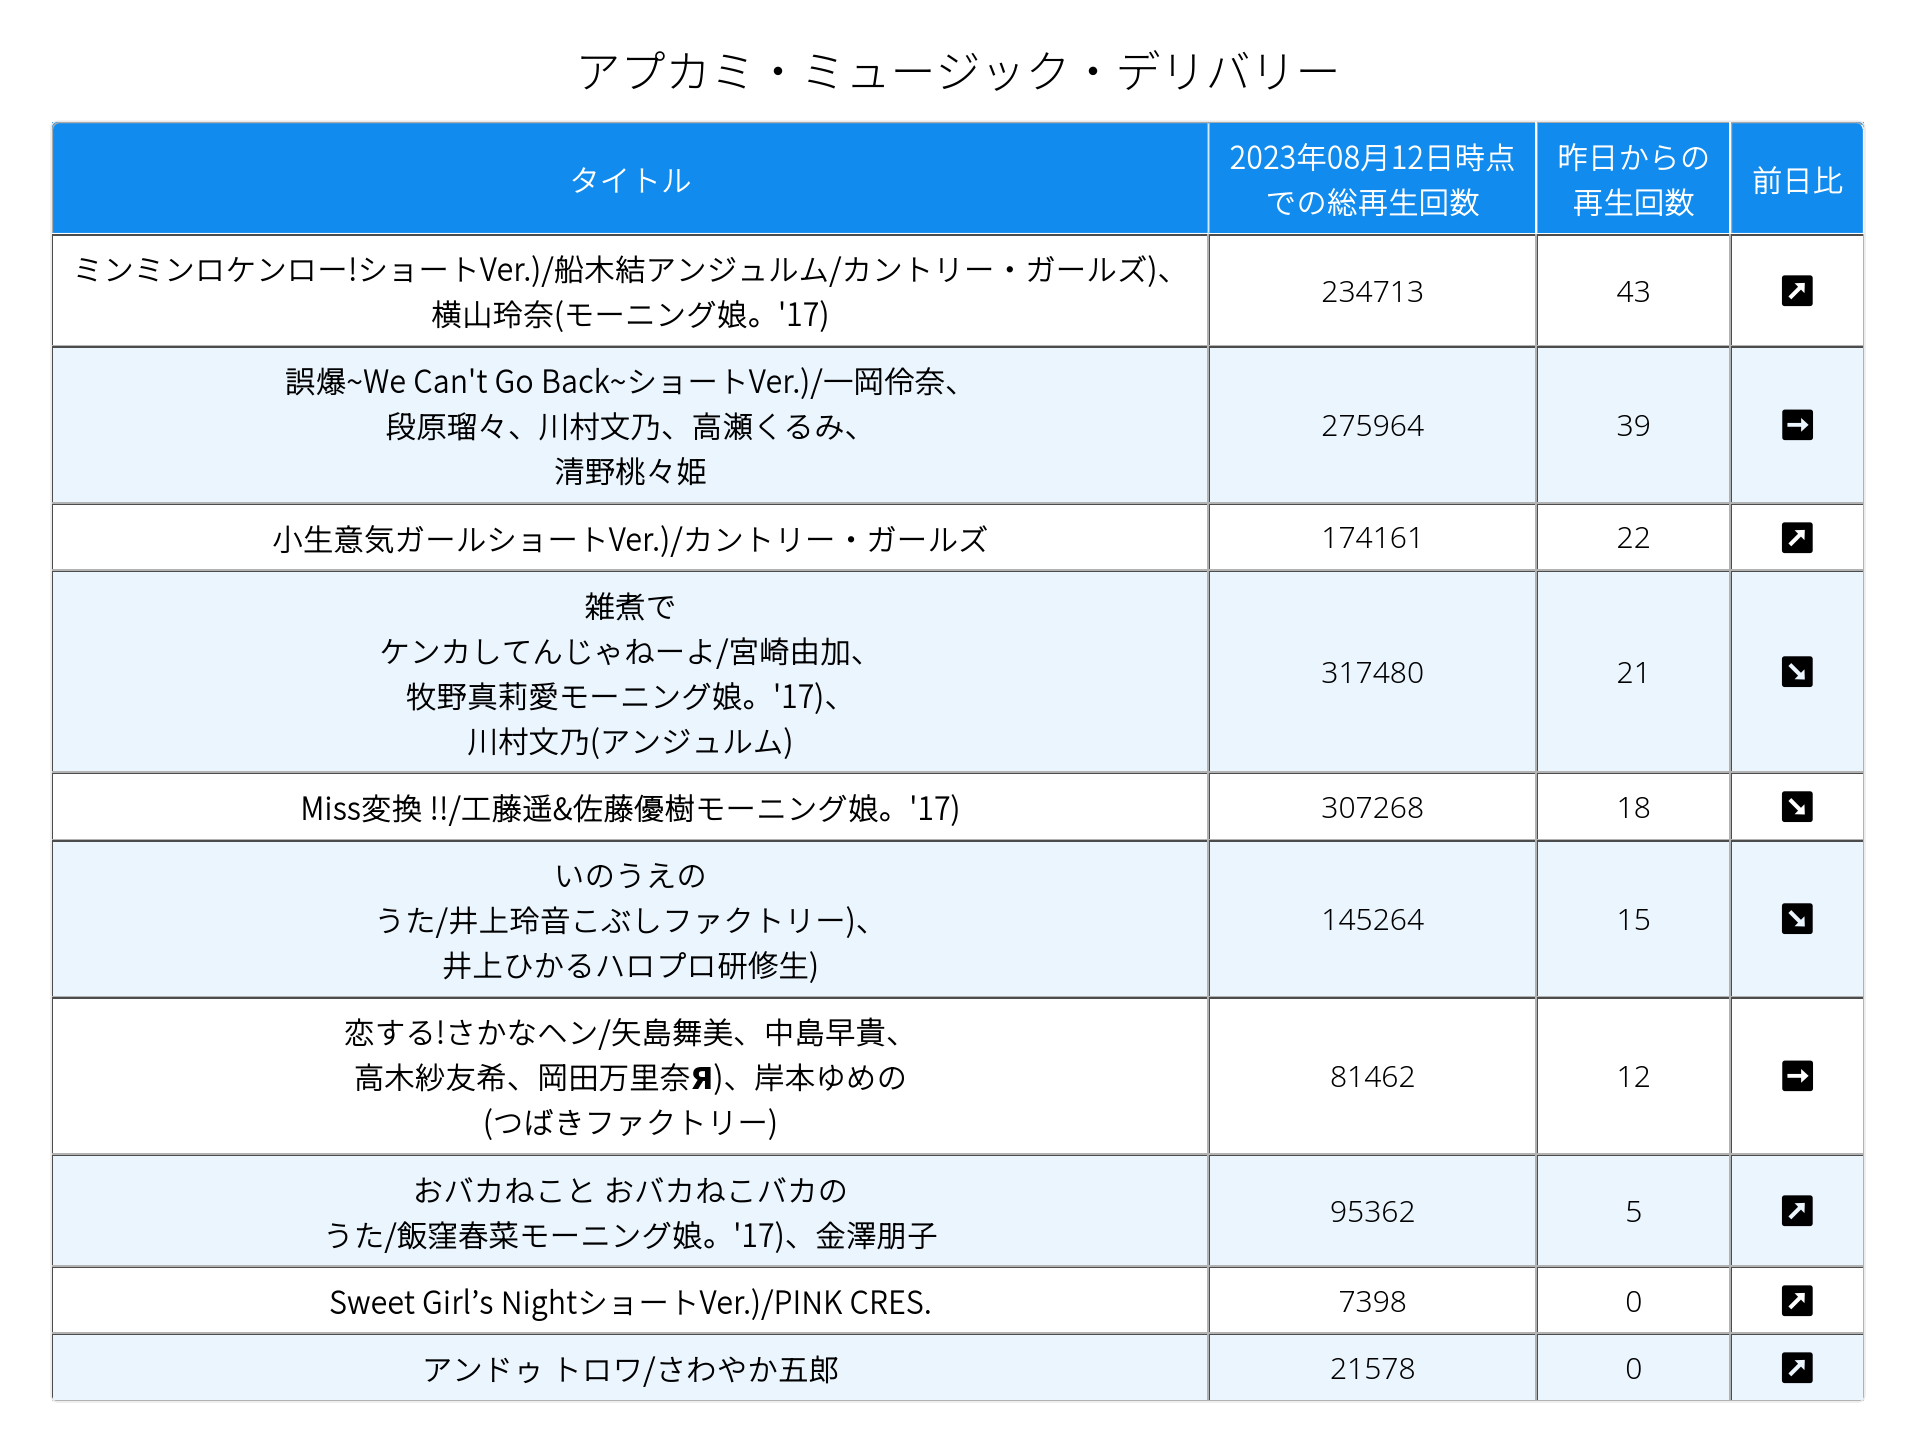 アプカミ・ミュージック・デリバリー
タイトル
2023年08月12日時点
での総再生回数
昨日からの
再生回数
前日比
ミンミンロケンロー!ショートVer.)/船木結アンジュルム/カントリー・ガールズ)、
横山玲奈(モーニング娘。'17)
234713
43
↗
誤爆~We Can't Go Back~ショートVer.)/一岡伶奈、
段原瑠々、川村文乃、高瀬くるみ、
清野桃々姫
275964
39
→
小生意気ガールショートVer.)/カントリー・ガールズ
174161
22
↗
雑煮で
ケンカしてんじゃねーよ/宮崎由加、
牧野真莉愛モーニング娘。'17)、
川村文乃(アンジュルム)
317480
21
↘
Miss変換 !!/工藤遥&佐藤優樹モーニング娘。'17)
307268
18
↘
いのうえの
うた/井上玲音こぶしファクトリー)、
井上ひかるハロプロ研修生)
145264
15
↘
恋する!さかなヘン/矢島舞美、中島早貴、
高木紗友希、岡田万里奈Я)、岸本ゆめの
(つばきファクトリー)
81462
12
→
おバカねこと おバカねこバカの
うた/飯窪春菜モーニング娘。'17)、金澤朋子
95362
5
↗
Sweet Girl’s NightショートVer.)/PINK CRES.
7398
0
↗
アンドゥ トロワ/さわやか五郎
21578
0
↗